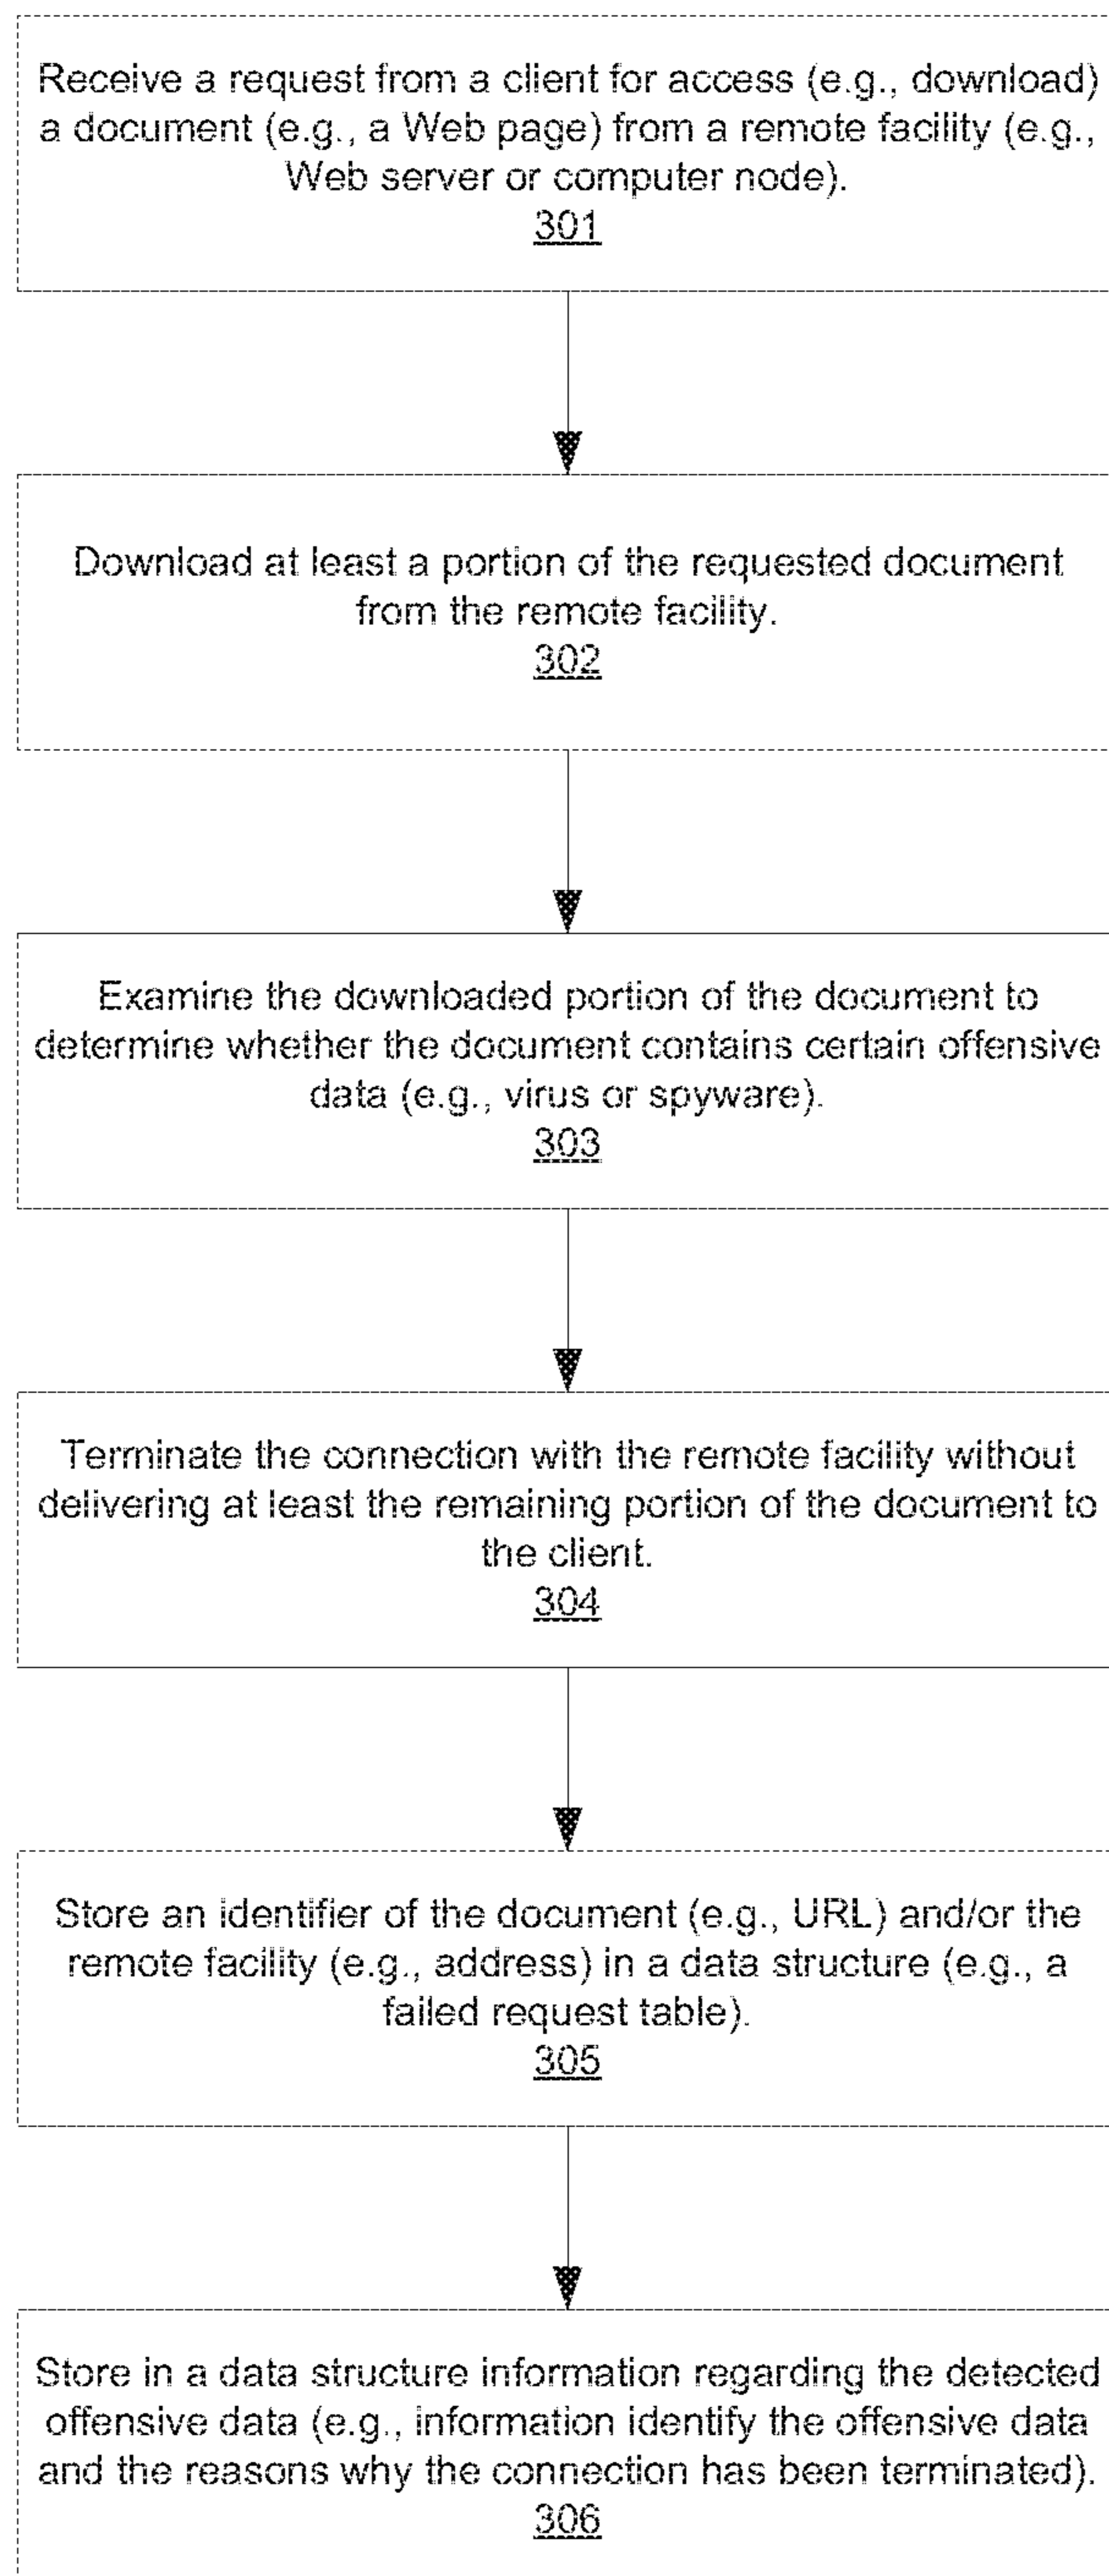 Receive a request from a client for access (e.g., download)
a document (e.g., a Web page) from a remote facility (e.g.,
Web server or computer node).
301
Download at least a portion of the requested document
from the remote facility.
302
Examine the downloaded portion of the document to
determine whether the document contains certain offensive
data (e.g., virus or spyware).
303
Terminate the connection with the remote facility without
delivering at least the remaining portion of the document to
the client.
304
Store an identifier of the document (e.g., URL) and/or the
remote facility (e.g., address) in a data structure (e.g., a
failed request table).
305
Store in a data structure information regarding the detected
offensive data (e.g., information identify the offensive data
and the reasons why the connection has been terminated).
306